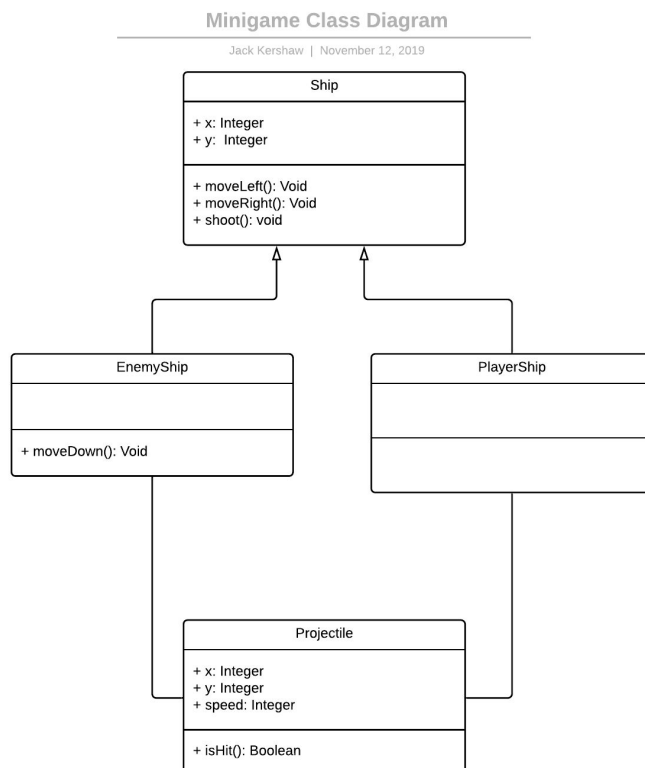 Minigame Class Diagram
Jack Kershaw | November 12, 2019
Ship
+ x: Integer
+ y:  Integer
+ moveLeft(): Void
+ moveRight(): Void
+ shoot(): void
EnemyShip
+ moveDown(): Void
PlayerShip
Projectile
+ x: Integer
+ y: Integer
+ speed: Integer
+ isHit(): Boolean